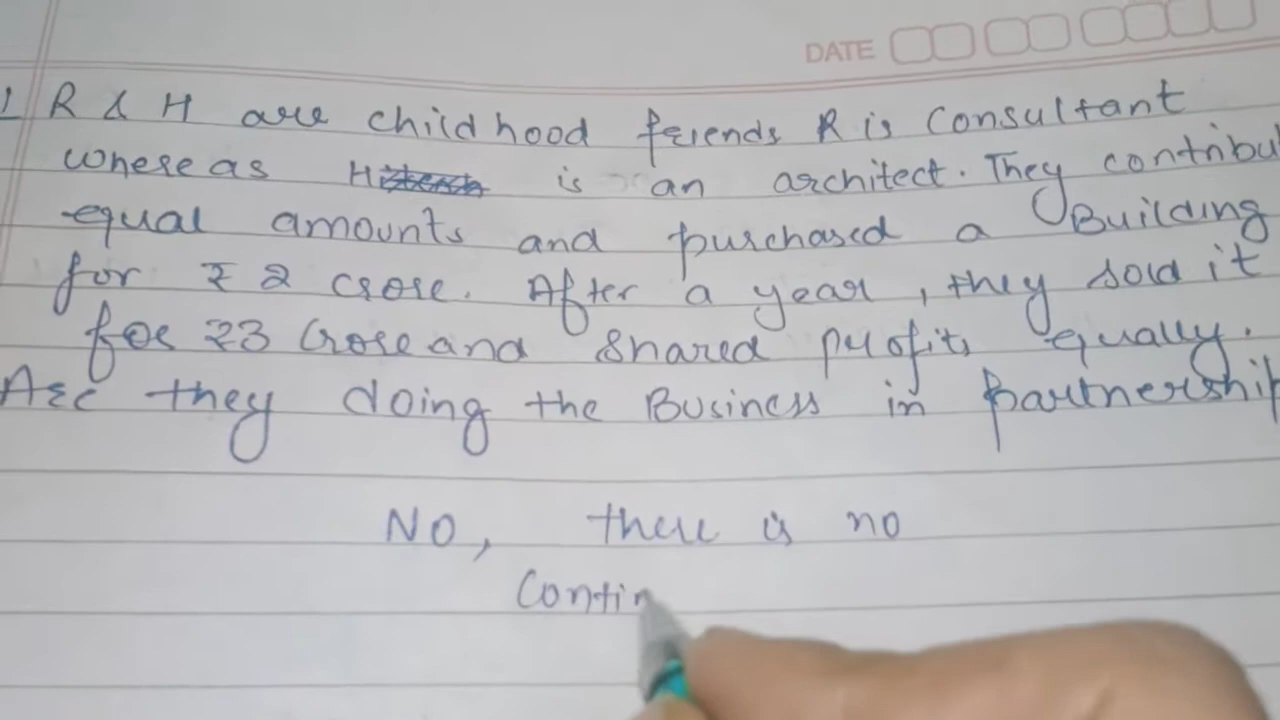 DATE
1 R & H are childhood friends R is Consultant
whereas H is an architect. They contribu
equal amounts and purchased a Building
for ₹ 2 crore. After a year, they sold it
for ₹3 Crore and shared profits equally.
Are they doing the Business in partnership
NO, there is no
Contin